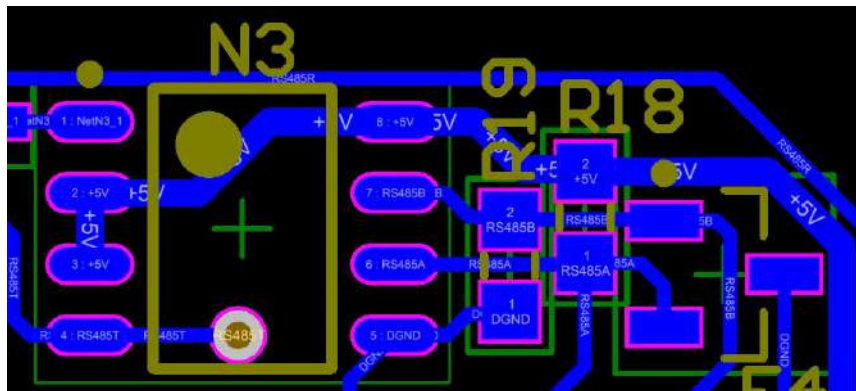 N3
RS485R
R19
R18
1 : NetN3_1
+5V
8 : +5V
5V
2
+5V
+5V
RS485R
2 : +5V
+5V
7 : RS485B
B
2
RS485B
RS485B
+5V
+5V
3 : +5V
6 : RS485A
RS485A
1
RS485A
RS485T
4 : RS485T
RS485T
RS485T
5 : DGND
1
DGND
RS485A
RS485B
DGND